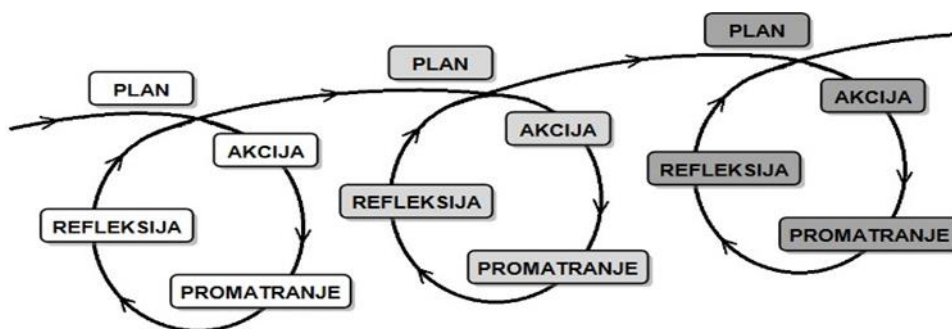 PLAN
AKCIJA
PROMATRANJE
REFLEKSIJA
PLAN
AKCIJA
PROMATRANJE
REFLEKSIJA
PLAN
AKCIJA
PROMATRANJE
REFLEKSIJA